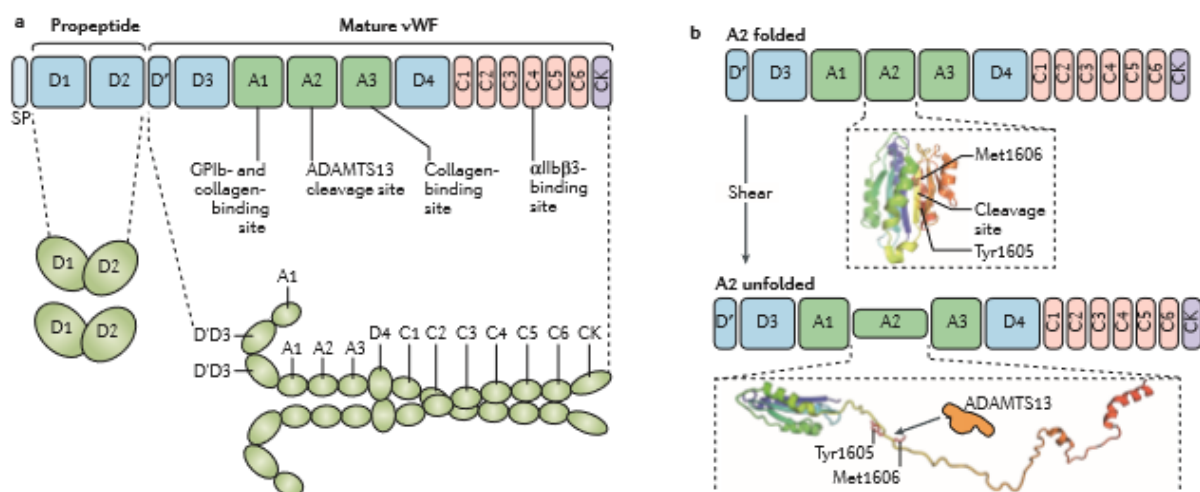 a
Propeptide
Mature vWF
SP
D1
D2
D′
D3
A1
A2
A3
D4
C1
C2
C3
C4
C5
C6
CK
GPIb- and
collagen-
binding
site
ADAMTS13
cleavage site
Collagen-
binding
site
αIIbβ3-
binding
site
D1
D2
D1
D2
A1
D′D3
D′D3
A1
A2
A3
D4
C1
C2
C3
C4
C5
C6
CK
b
A2 folded
D′
D3
A1
A2
A3
D4
C1
C2
C3
C4
C5
C6
CK
Met1606
Cleavage
site
Tyr1605
Shear
A2 unfolded
D′
D3
A1
A2
A3
D4
C1
C2
C3
C4
C5
C6
CK
ADAMTS13
Tyr1605
Met1606